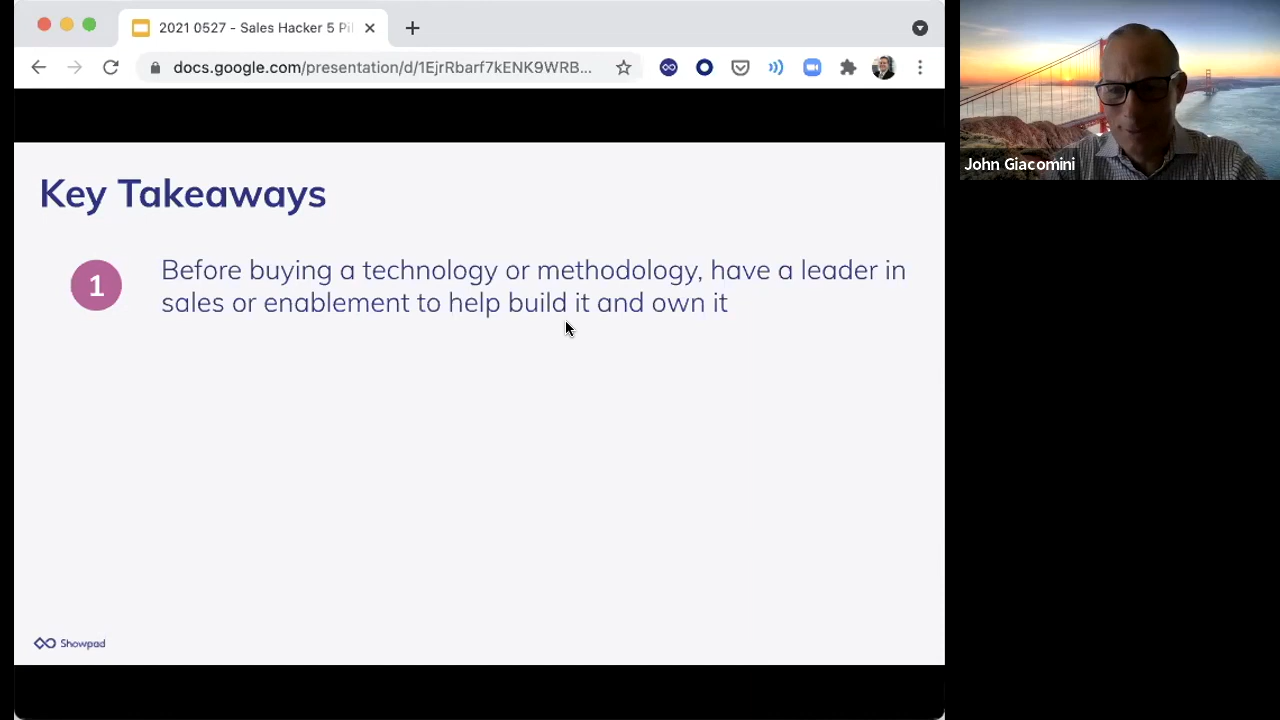 2021 0527 - Sales Hacker 5 Pi
docs.google.com/presentation/d/1EjrRbarf7kENK9WRB...
John Giacomini
Key Takeaways
1
Before buying a technology or methodology, have a leader in
sales or enablement to help build it and own it
Showpad